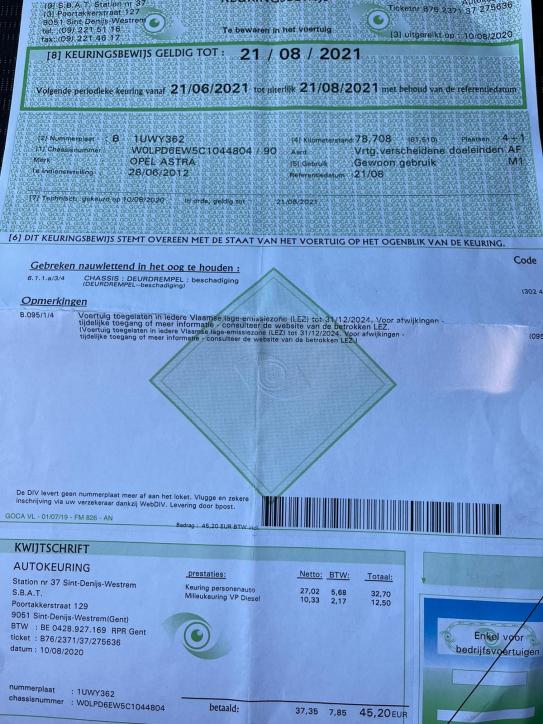 [9] S.B.A.T. Station nr 37
[3] Poortakkerstraat 127
9051 Sint-Denijs-Westrem
tel: (09) 221 51 16
fax: (09) 221 46 17
Te bewaren in het voertuig
Ticketnr B76 2371 37 275636
[3] uitgereikt op : 10/08/2020
[8] KEURINGSBEWIJS GELDIG TOT : 21 / 08 / 2021
Volgende periodieke keuring vanaf 21/06/2021 tot uiterlijk 21/08/2021 met behoud van de referentiedatum
[2] Nummerplaat : B 1UWY362
[4] Kilometerstand 78,708 (61,510) Plaatsen 4+1
[1] Chassisnummer : W0LPD6EW5C1044804 / 90
Aard Vrtg.verscheidene doeleinden AF
Merk OPEL ASTRA
[5] Gebruik Gewoon gebruik M1
1e Indienststelling : 28/06/2012
Referentiedatum : 21/08
[7] Technisch gekeurd op 10/08/2020 In orde, geldig tot 21/08/2021
[6] DIT KEURINGSBEWIJS STEMT OVEREEN MET DE STAAT VAN HET VOERTUIG OP HET OGENBLIK VAN DE KEURING.
Code
Gebreken nauwlettend in het oog te houden :
6.1.1.a/3/4 CHASSIS : DEURDREMPEL : beschadiging
(DEURDREMPEL-beschadiging)
Opmerkingen
8.095/1/4 Voertuig toegelaten in iedere Vlaamse lage-emissiezone (LEZ) tot 31/12/2024. Voor afwijkingen -
tijdelijke toegang of meer informatie - consulteer de website van de betrokken LEZ.
(Voertuig toegelaten in iedere Vlaamse lage-emissiezone (LEZ) tot 31/12/2024. Voor afwijkingen -
tijdelijke toegang of meer informatie - consulteer de website van de betrokken LEZ.)
De DIV levert geen nummerplaat meer af aan het loket. Vlugge en zekere
inschrijving via uw verzekeraar dankzij WebDIV. Levering door bpost.
GOCA VL - 01/07/19 - FM 826 - AN
Bedrag : 45,20 EUR BTW incl.
KWIJTSCHRIFT
AUTOKEURING
Station nr 37 Sint-Denijs-Westrem
S.B.A.T.
Poortakkerstraat 129
9051 Sint-Denijs-Westrem(Gent)
BTW : BE 0428.927.169 RPR Gent
ticket : B76/2371/37/275636
datum : 10/08/2020
prestaties: Netto: BTW: Totaal:
Keuring personenauto 27,02 5,68 32,70
Milieukeuring VP Diesel 10,33 2,17 12,50
nummerplaat : 1UWY362
chassisnummer : W0LPD6EW5C1044804
betaald: 37,35 7,85 45,20 EUR
Enkel voor
bedrijfsvoertuigen